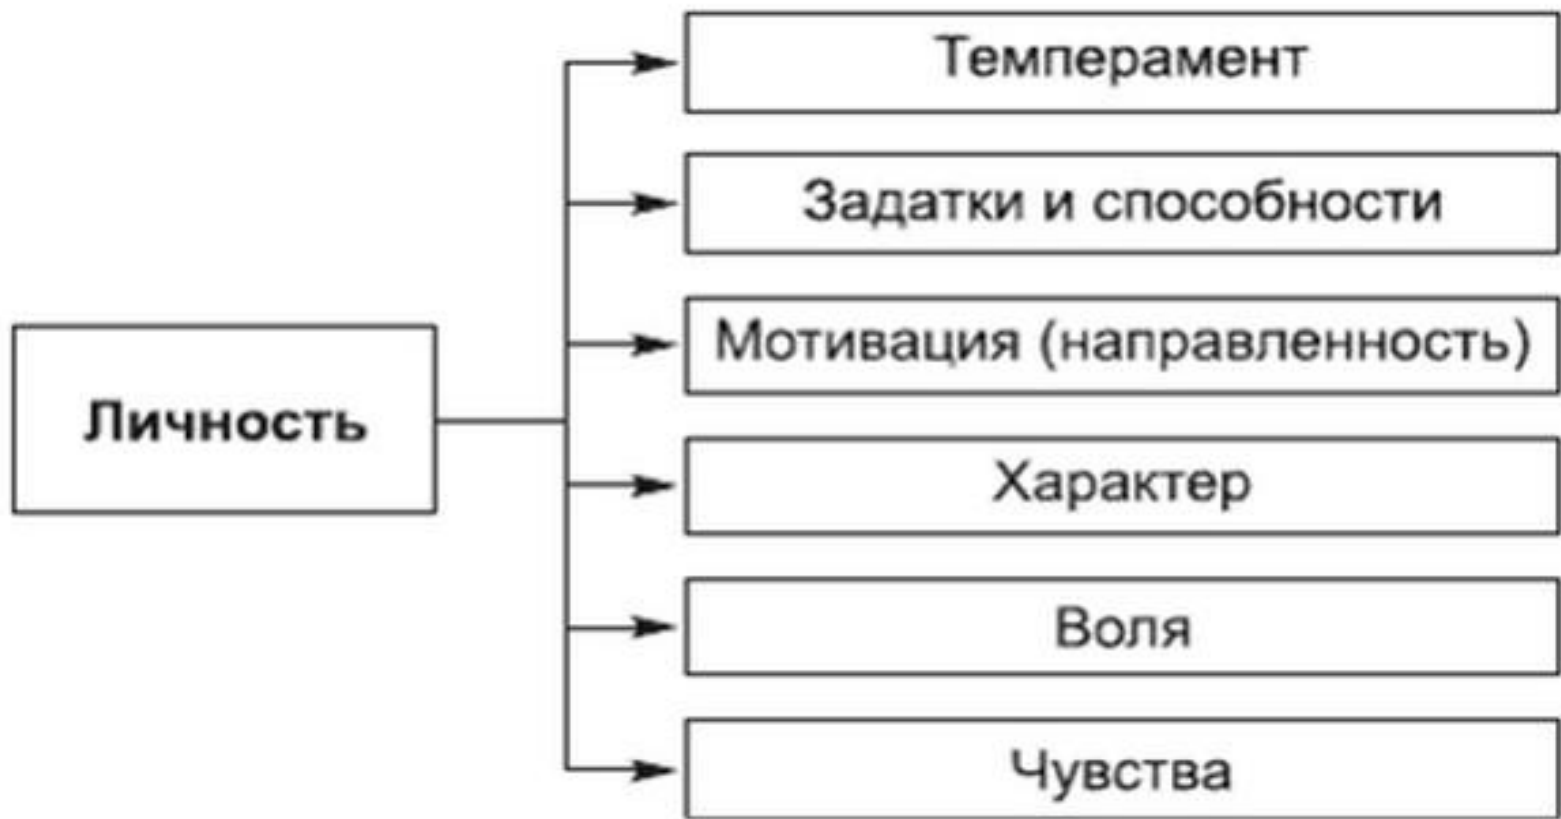 Личность
Темперамент
Задатки и способности
Мотивация (направленность)
Характер
Воля
Чувства